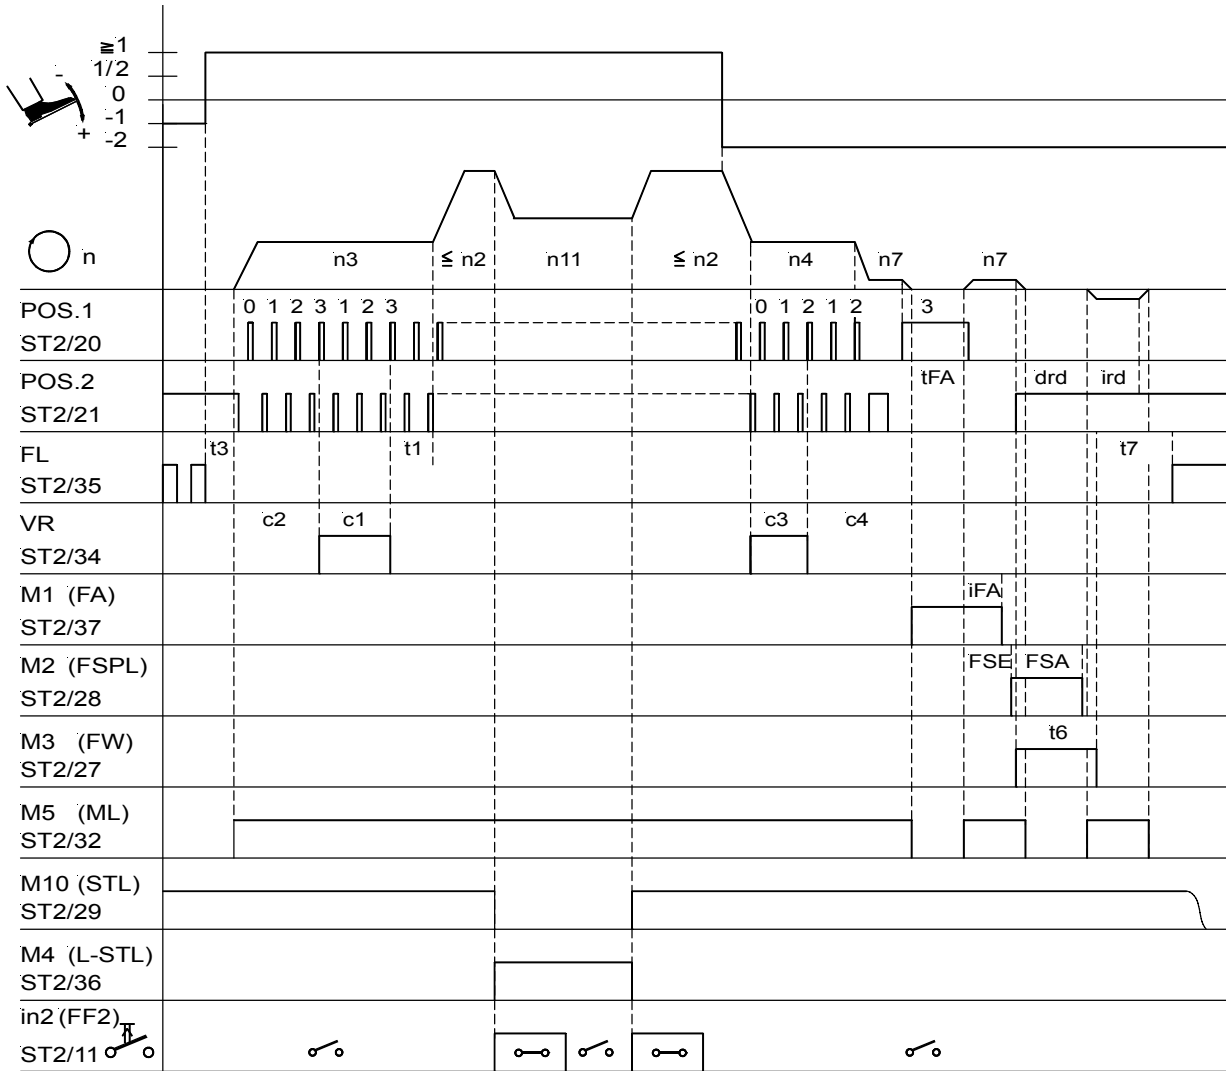 ≧1
1/2
0
-1
-2
-
+
n
n3
≦ n2
n11
≦ n2
n4
n7
n7
POS.1
ST2/20
0 1 2 3 1 2 3
0 1 2 1 2
3
POS.2
ST2/21
tFA
drd
ird
FL
ST2/35
t3
t1
t7
VR
ST2/34
c2
c1
c3
c4
M1 (FA)
ST2/37
iFA
M2 (FSPL)
ST2/28
FSE
FSA
M3 (FW)
ST2/27
t6
M5 (ML)
ST2/32
M10 (STL)
ST2/29
M4 (L-STL)
ST2/36
in2 (FF2)
ST2/11